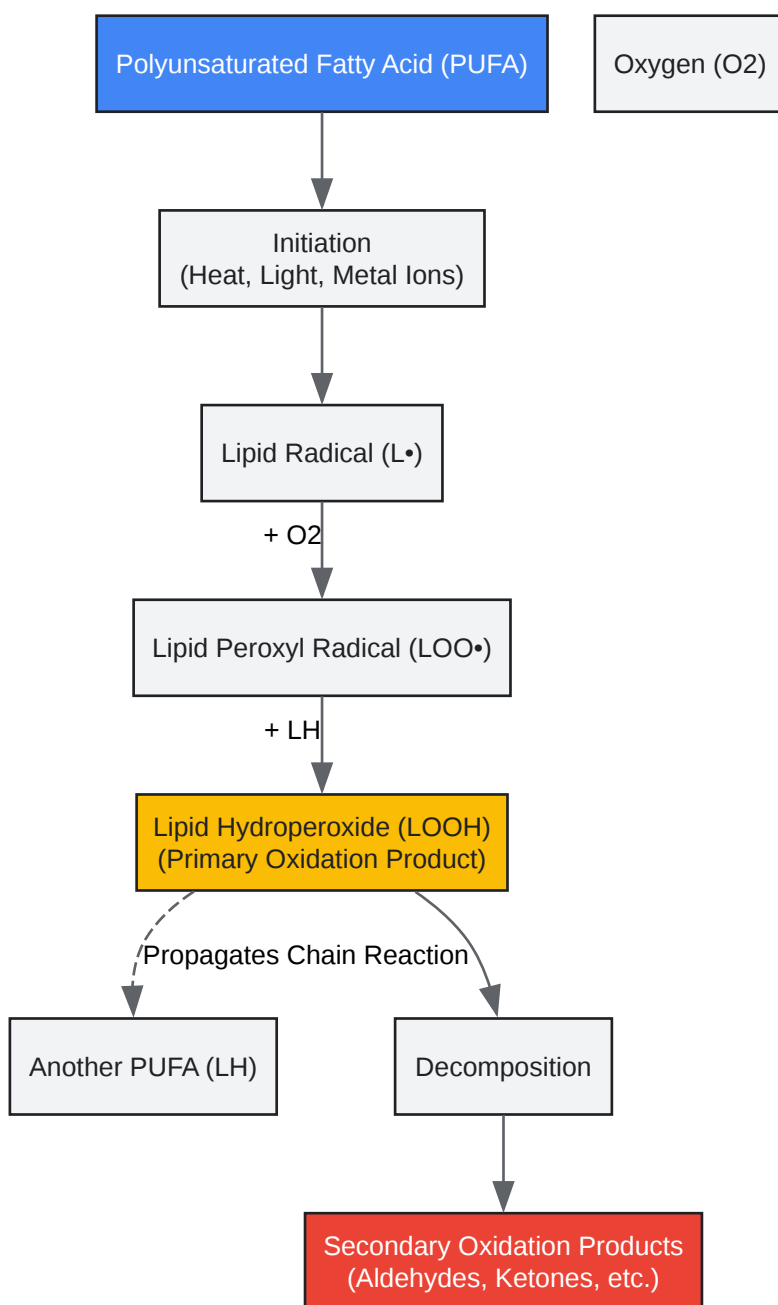 Polyunsaturated Fatty Acid (PUFA)
Oxygen (O2)
Initiation
(Heat, Light, Metal Ions)
Lipid Radical (L•)
+ O2
Lipid Peroxyl Radical (LOO•)
+ LH
Lipid Hydroperoxide (LOOH)
(Primary Oxidation Product)
Propagates Chain Reaction
Another PUFA (LH)
Decomposition
Secondary Oxidation Products
(Aldehydes, Ketones, etc.)